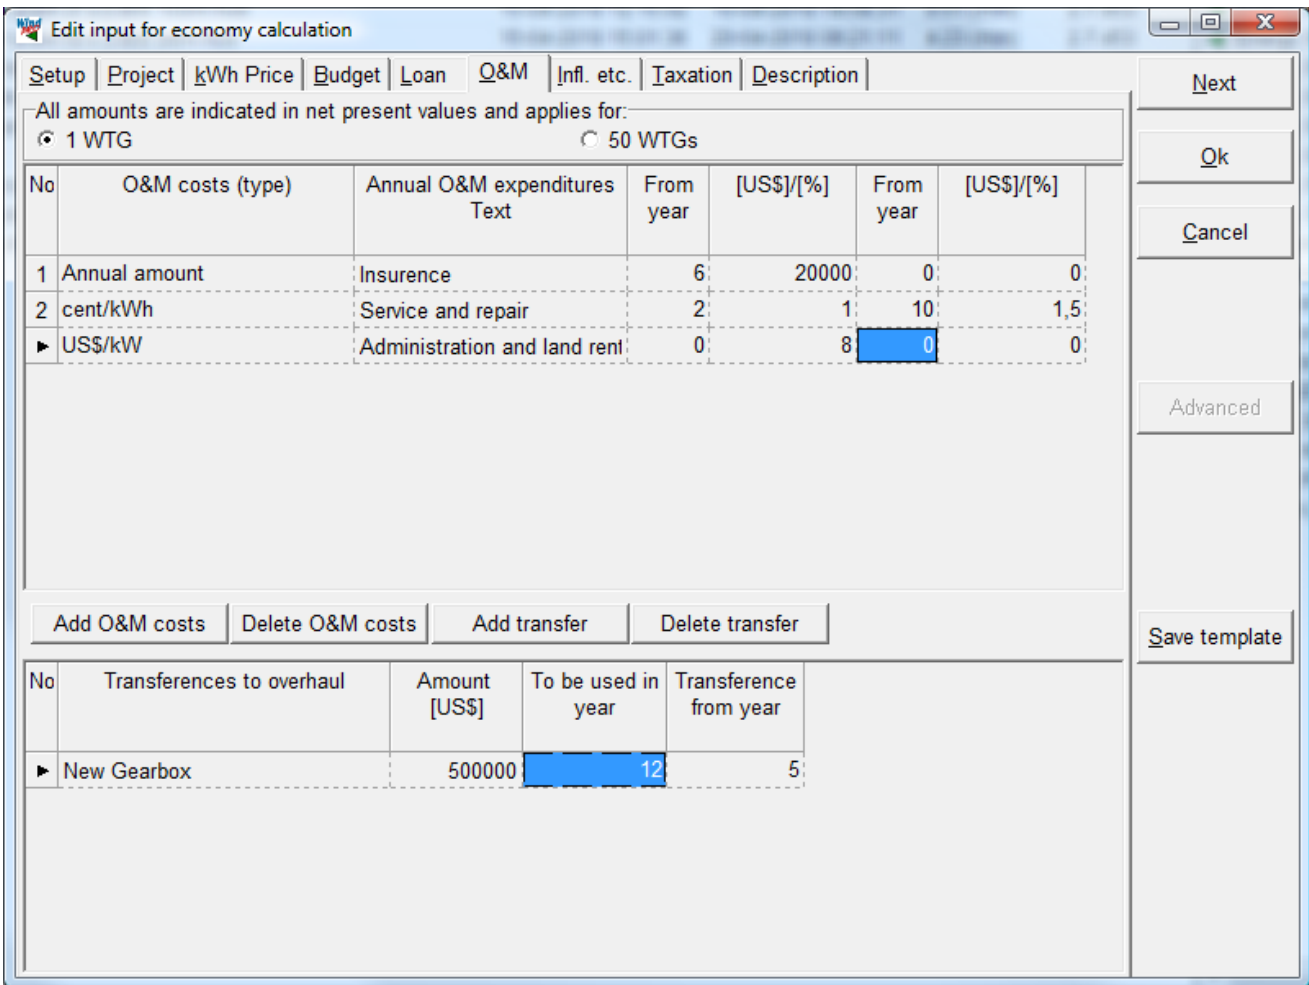 Wind
Edit input for economy calculation
Setup Project kWh Price Budget Loan O&M Infl. etc. Taxation Description
Next
All amounts are indicated in net present values and applies for:
1 WTG 50 WTGs
Ok
No O&M costs (type) Annual O&M expenditures Text From year [US$]/[%] From year [US$]/[%]
Cancel
1 Annual amount Insurence 6 20000 0 0
2 cent/kWh Service and repair 2 1 10 1,5
US$/kW Administration and land rent 0 8 0 0
Advanced
Add O&M costs Delete O&M costs Add transfer Delete transfer
Save template
No Transferences to overhaul Amount [US$] To be used in year Transference from year
New Gearbox 500000 12 5